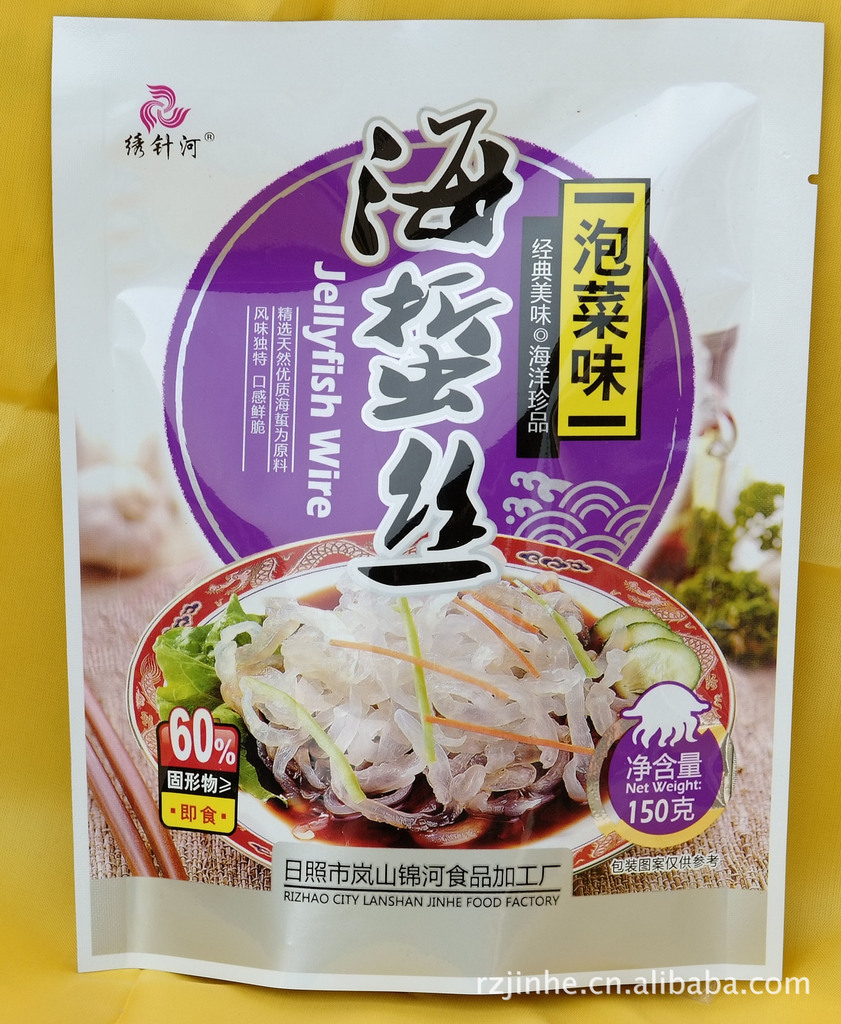 绣针河®
海蜇丝
Jellyfish Wire
泡菜味
经典美味◎海洋珍品
精选天然优质海蜇为原料
风味独特 口感鲜脆
60%
固形物≥
·即食·
净含量
Net Weight:
150克
包装图案仅供参考
日照市岚山锦河食品加工厂
RIZHAO CITY LANSHAN JINHE FOOD FACTORY
rzjinhe.cn.alibaba.com